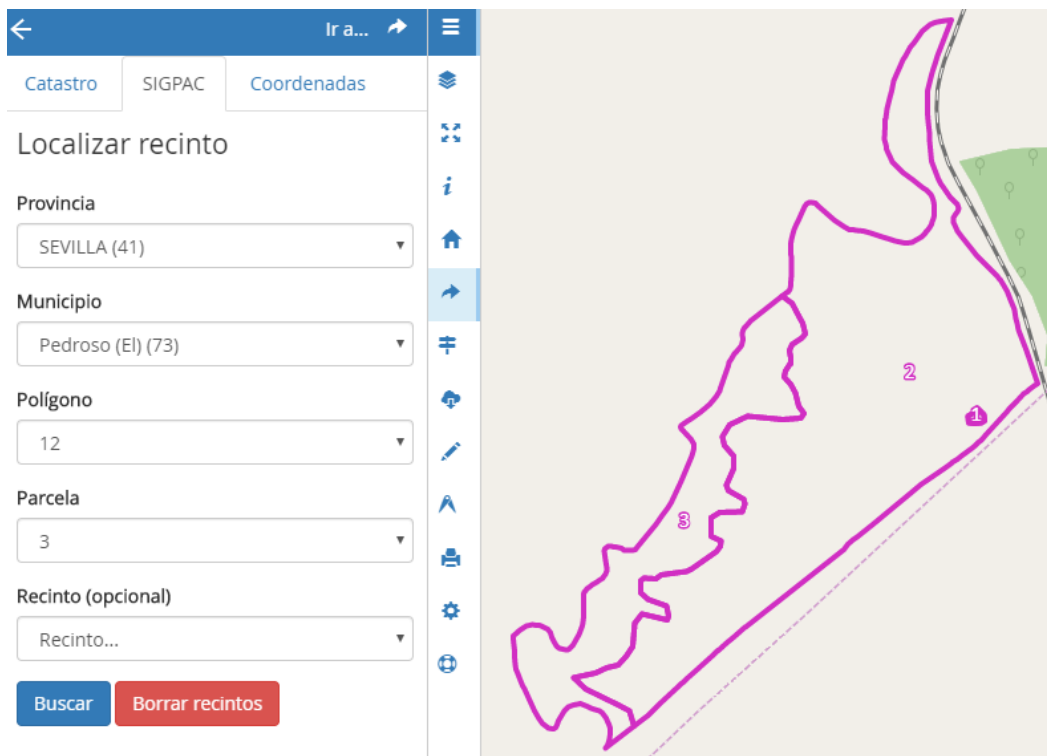 Ir a...
Catastro SIGPAC Coordenadas
Localizar recinto
Provincia
SEVILLA (41)
Municipio
Pedroso (El) (73)
Polígono
12
Parcela
3
Recinto (opcional)
Recinto...
Buscar Borrar recintos
2
1
3